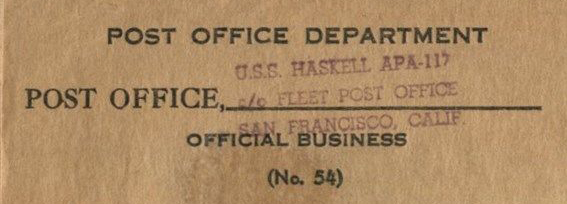 POST OFFICE DEPARTMENT
U.S.S. HASKELL APA-117
POST OFFICE, c/o FLEET POST OFFICE
SAN FRANCISCO, CALIF.
OFFICIAL BUSINESS
(No. 54)